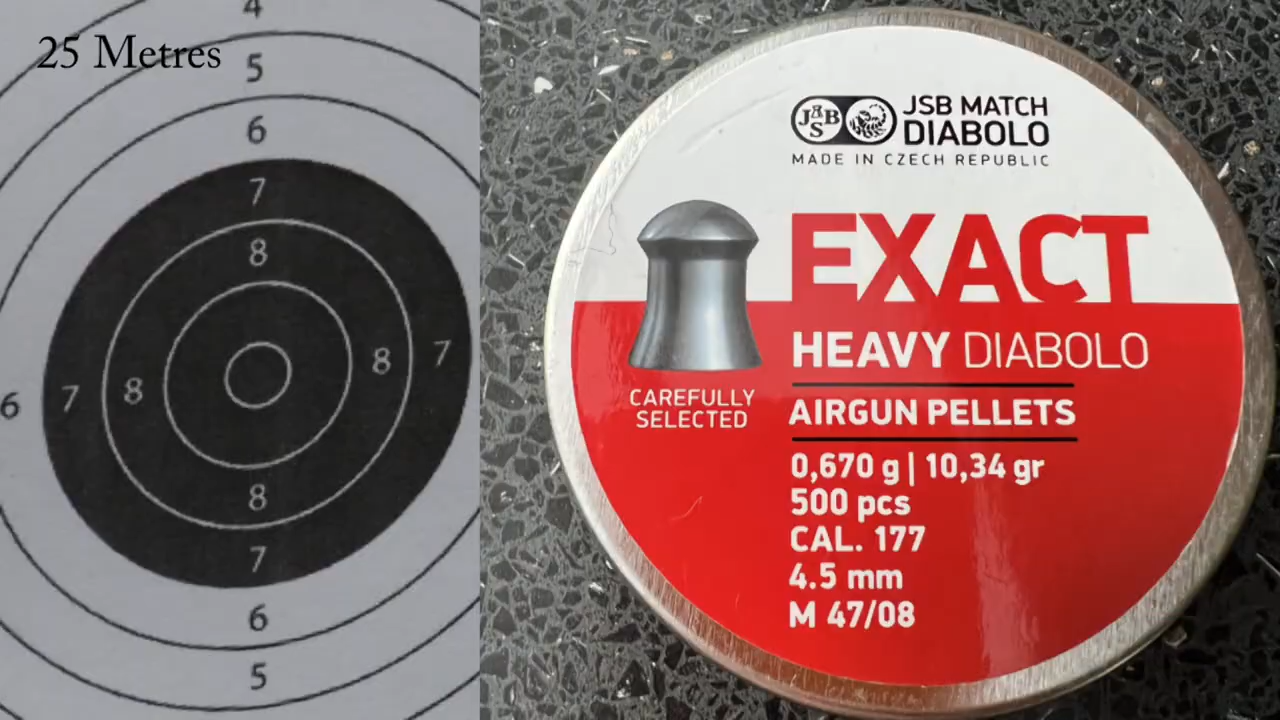 25 Metres
4
5
6
7
8
6 7 8 8 7
8
7
6
5
JSB
JSB MATCH
DIABOLO
MADE IN CZECH REPUBLIC
EXACT
HEAVY DIABOLO
CAREFULLY
SELECTED
AIRGUN PELLETS
0,670 g | 10,34 gr
500 pcs
CAL. 177
4.5 mm
M 47/08